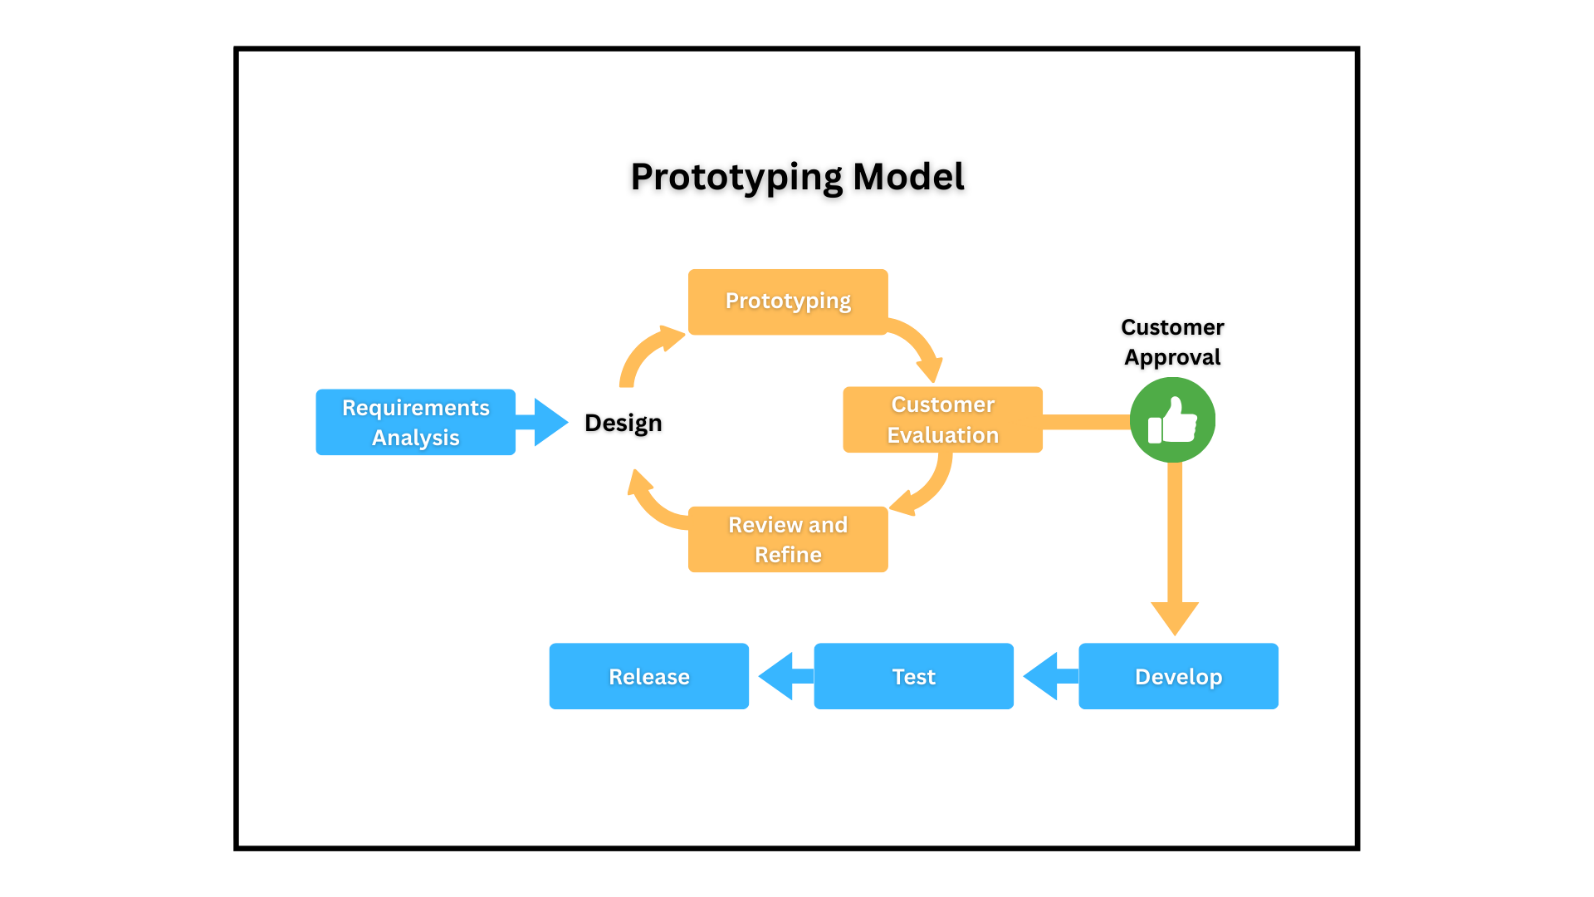 Prototyping Model
Prototyping
Customer
Approval
Requirements
Analysis
Design
Customer
Evaluation
Review and
Refine
Release
Test
Develop